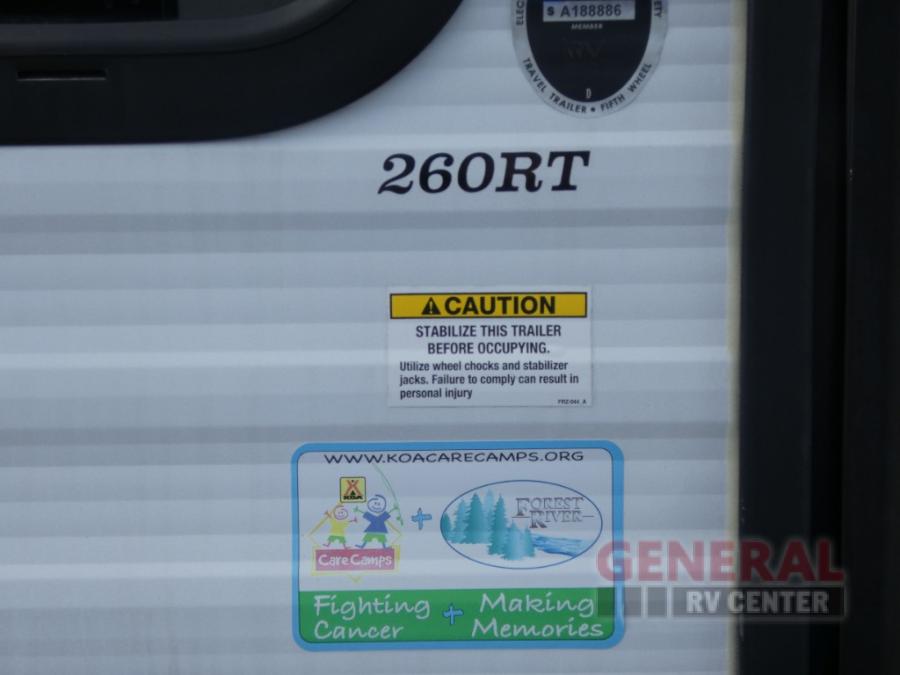 S A188886
MEMBER
RV
TRAVEL TRAILER • FIFTH WHEEL
D
260RT
CAUTION
STABILIZE THIS TRAILER
BEFORE OCCUPYING.
Utilize wheel chocks and stabilizer
jacks. Failure to comply can result in
personal injury
WWW.KOACARECAMPS.ORG
KOA
Care Camps
+
FOREST
RIVER
Fighting
Cancer
+
Making
Memories
GENERAL
RV CENTER